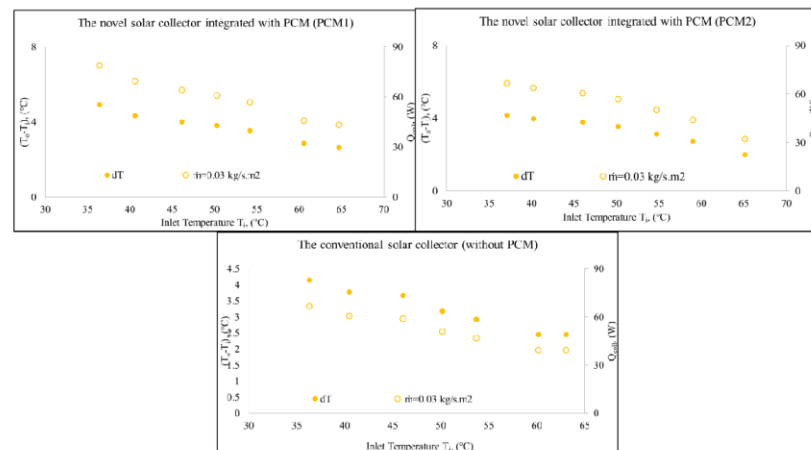 The novel solar collector integrated with PCM (PCM1)
8
4
0
(Tₒ-Tᵢ), (°C)
90
60
30
0
Q_coll, (W)
dT
ṁ=0.03 kg/s.m2
30 35 40 45 50 55 60 65 70
Inlet Temperature Tᵢ, (°C)
The novel solar collector integrated with PCM (PCM2)
8
4
0
(Tₒ-Tᵢ), (°C)
90
60
30
0
Q_coll, (W)
dT
ṁ=0.03 kg/s.m2
30 35 40 45 50 55 60 65 70
Inlet Temperature Tᵢ, (°C)
The conventional solar collector (without PCM)
4.5
4
3.5
3
2.5
2
1.5
1
0.5
0
(Tₒ-Tᵢ), (°C)
90
60
30
0
Q_coll, (W)
dT
ṁ=0.03 kg/s.m2
30 35 40 45 50 55 60 65
Inlet Temperature Tᵢ, (°C)